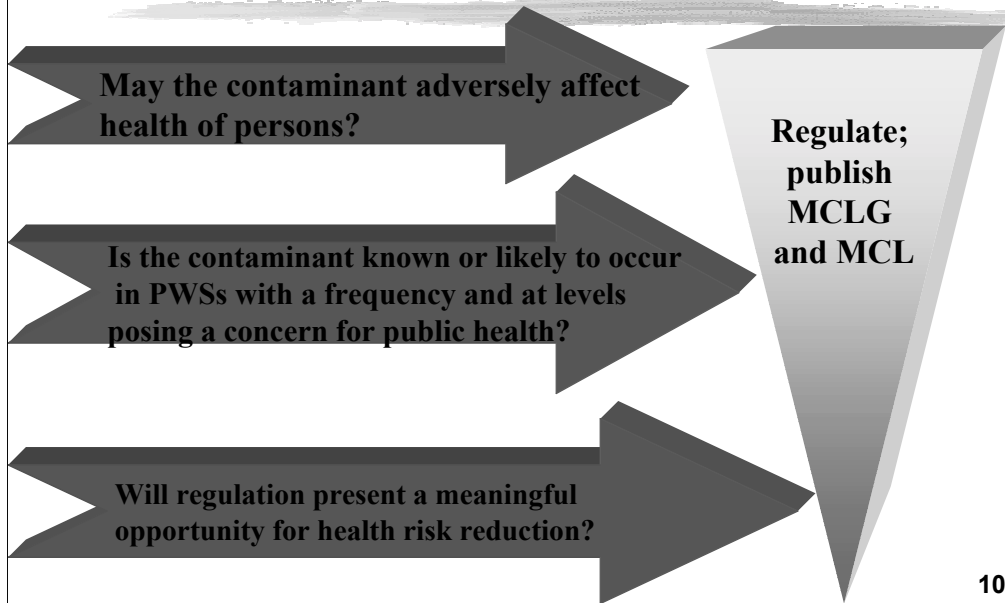 May the contaminant adversely affect
health of persons?
Is the contaminant known or likely to occur
in PWSs with a frequency and at levels
posing a concern for public health?
Will regulation present a meaningful
opportunity for health risk reduction?
Regulate;
publish
MCLG
and MCL
10